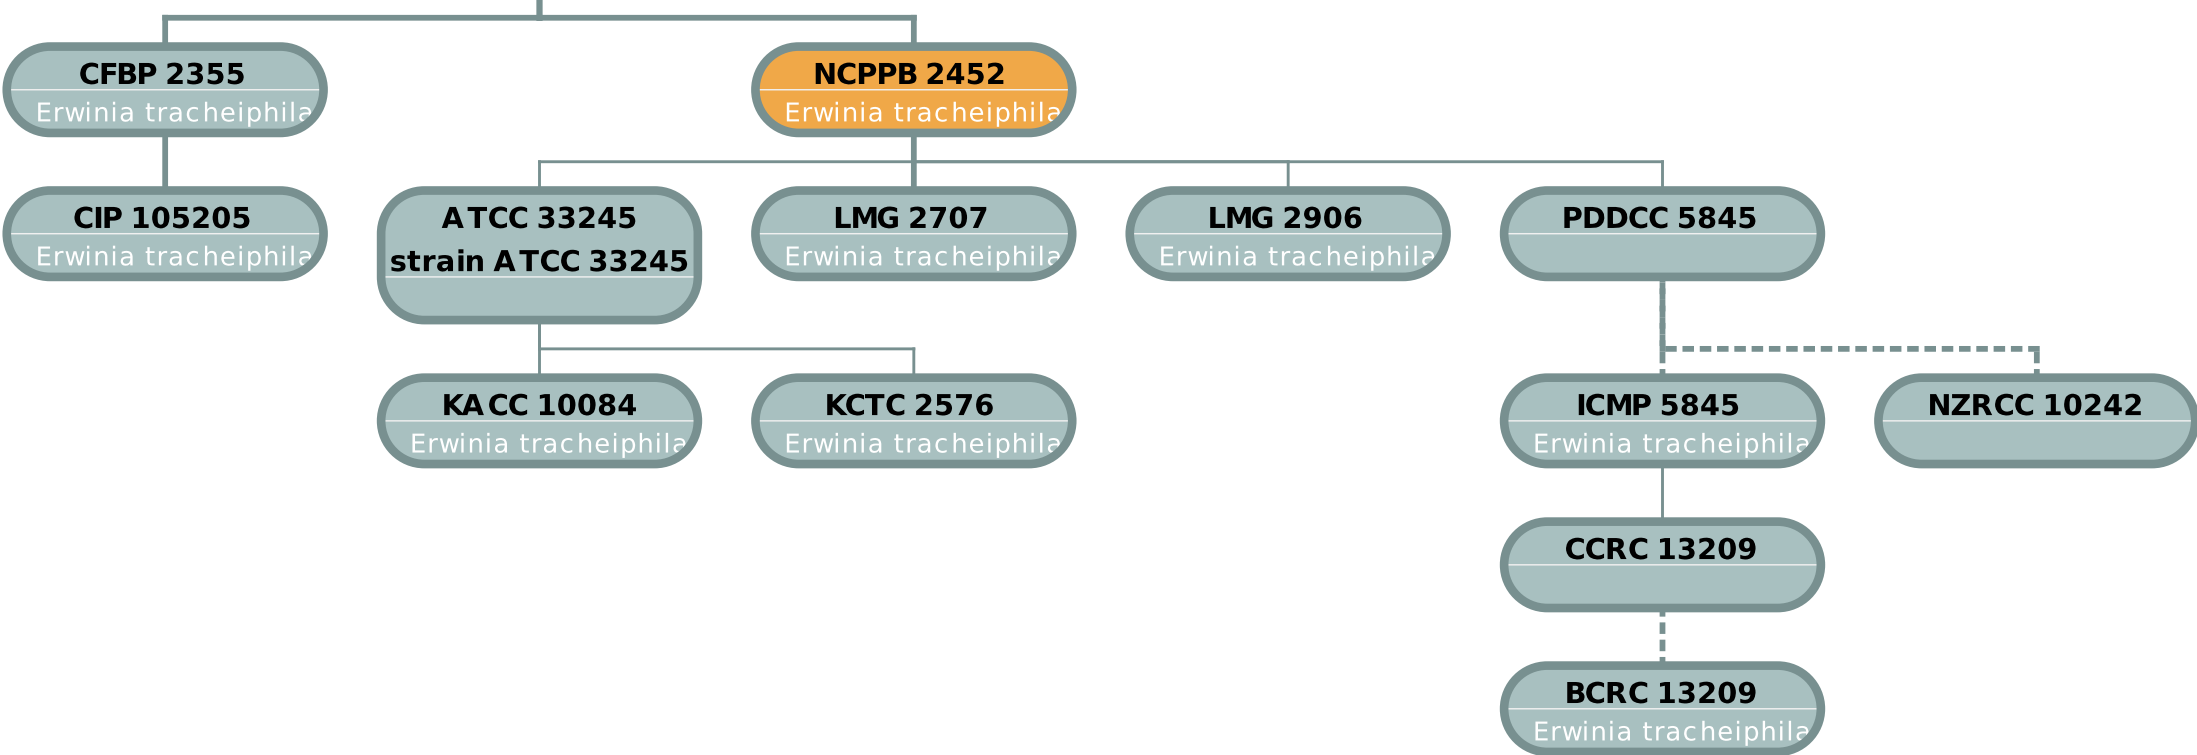 CFBP 2355
Erwinia tracheiphila
NCPPB 2452
Erwinia tracheiphila
CIP 105205
Erwinia tracheiphila
ATCC 33245
strain ATCC 33245
LMG 2707
Erwinia tracheiphila
LMG 2906
Erwinia tracheiphila
PDDCC 5845
KACC 10084
Erwinia tracheiphila
KCTC 2576
Erwinia tracheiphila
ICMP 5845
Erwinia tracheiphila
NZRCC 10242
CCRC 13209
BCRC 13209
Erwinia tracheiphila